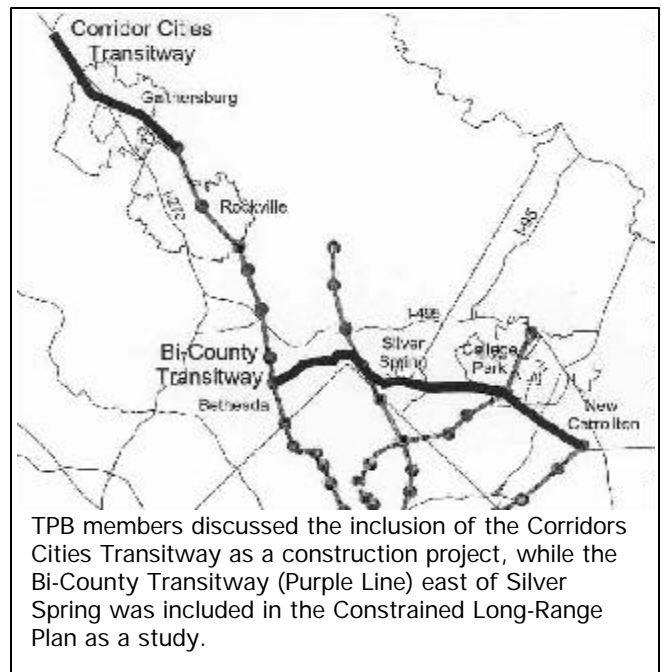 Corridor Cities
Transitway
Gaithersburg
I-270
Rockville
I-95
I-495
Bi-County
Transitway
Silver
Spring
College
Park
Bethesda
New
Carrollton
TPB members discussed the inclusion of the Corridors
Cities Transitway as a construction project, while the
Bi-County Transitway (Purple Line) east of Silver
Spring was included in the Constrained Long-Range
Plan as a study.